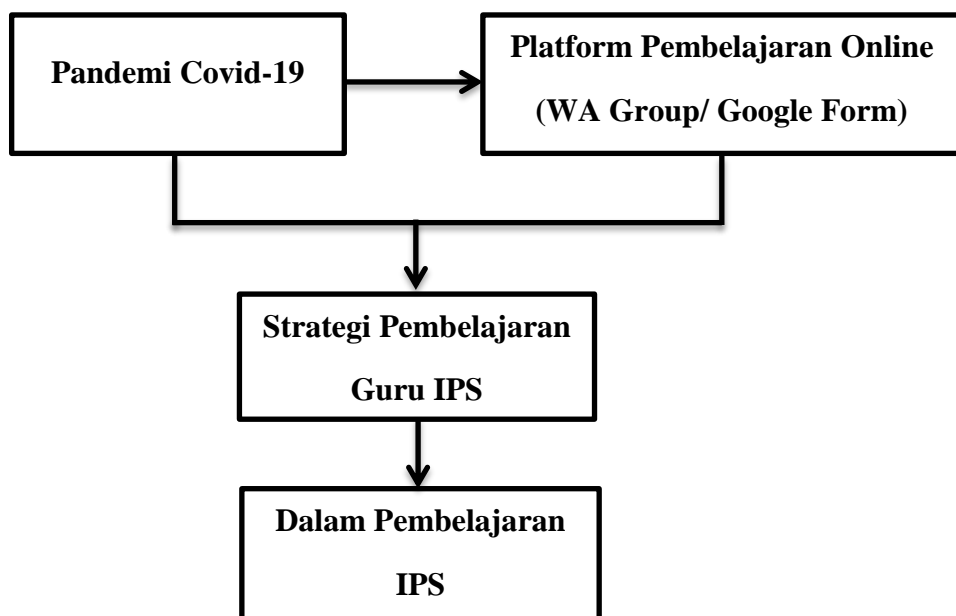 Pandemi Covid-19
Platform Pembelajaran Online
(WA Group/ Google Form)
Strategi Pembelajaran
Guru IPS
Dalam Pembelajaran
IPS